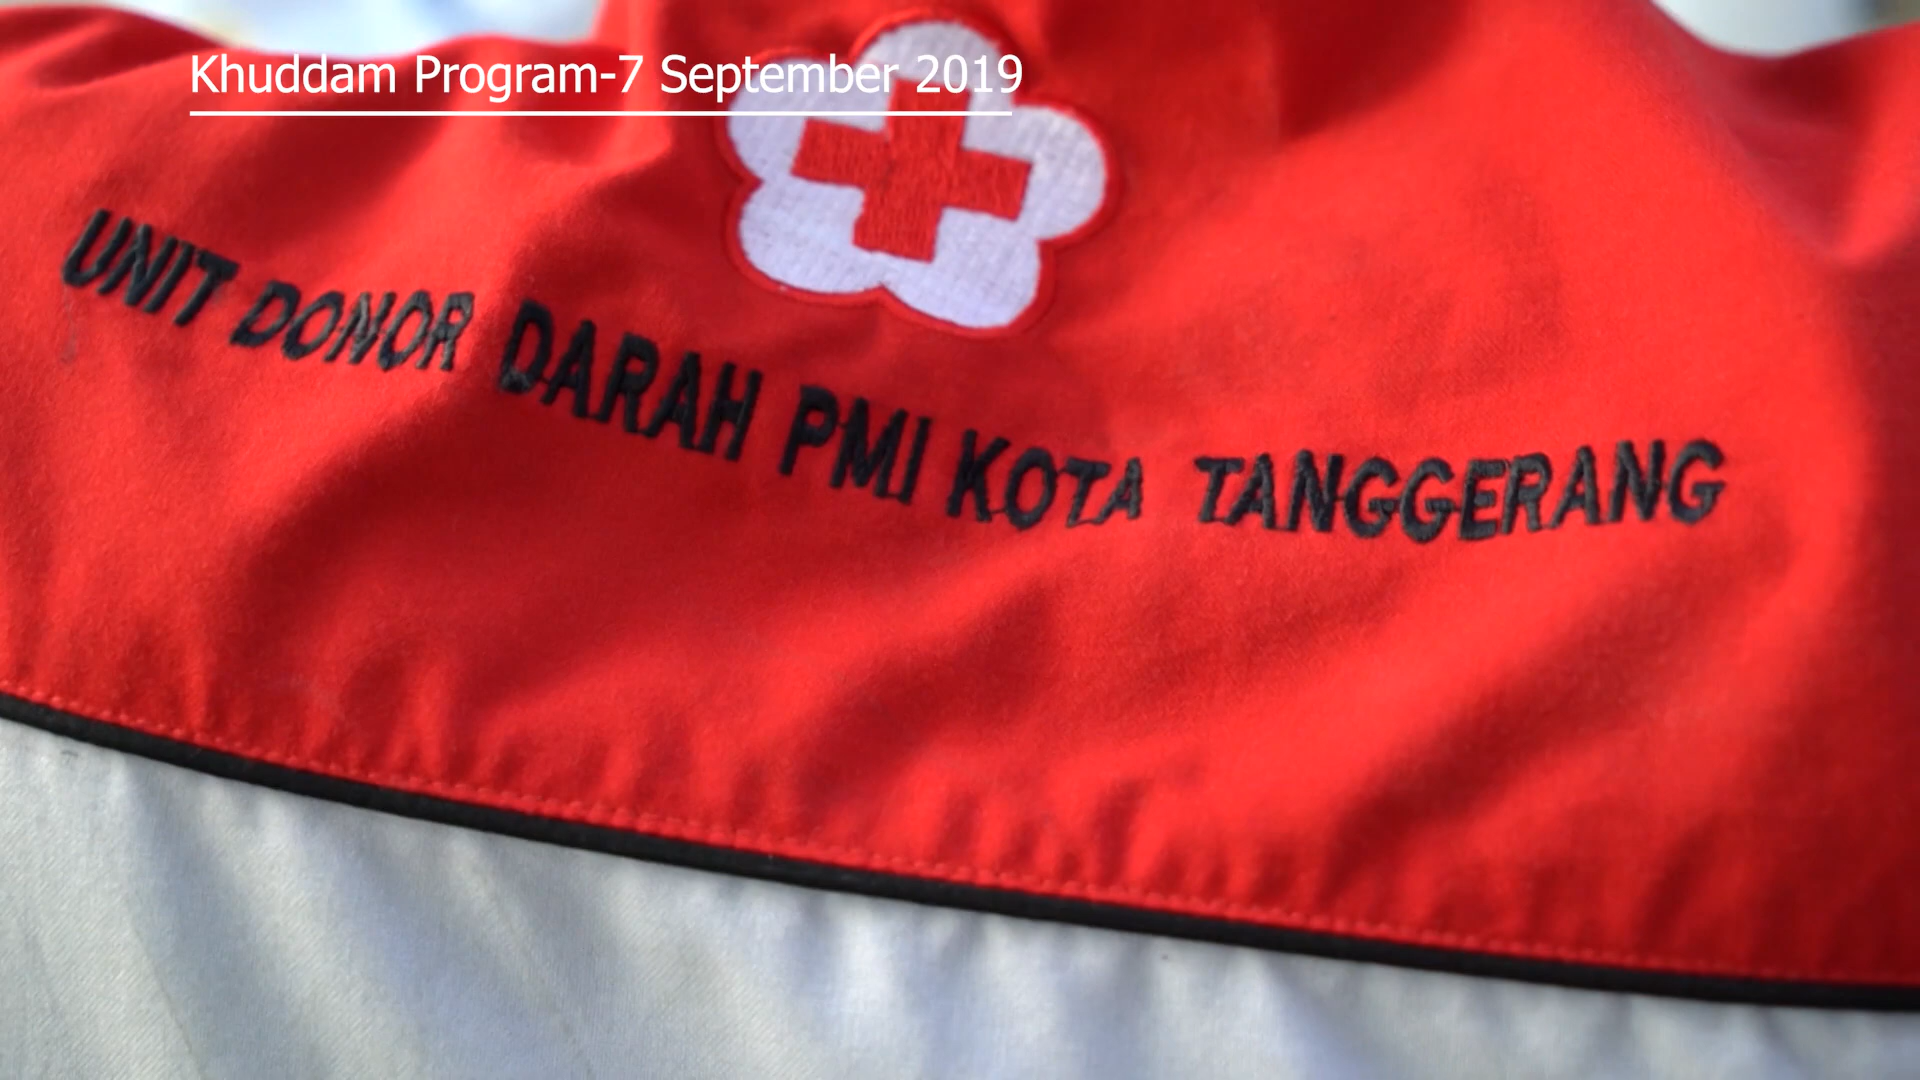 Khuddam Program-7 September 2019
UNIT DONOR DARAH PMI KOTA TANGGERANG